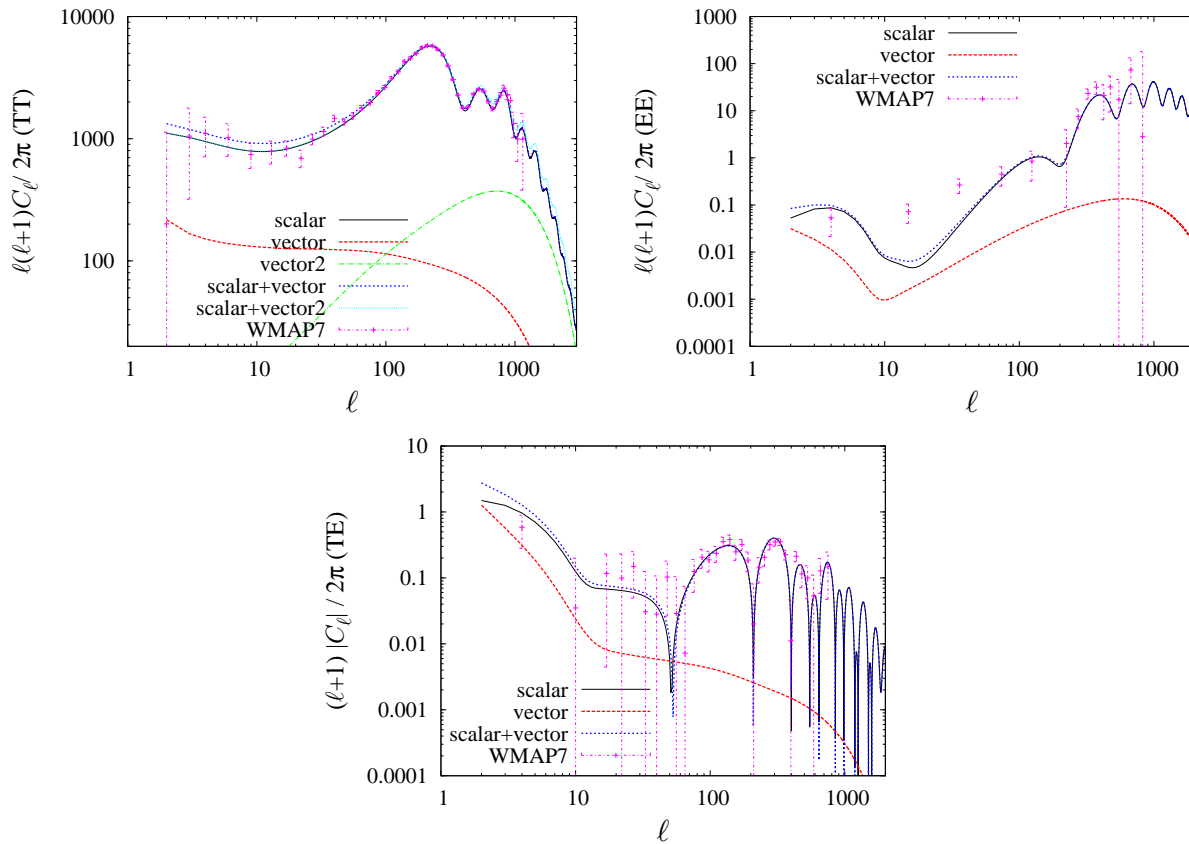 10000
1000
100
1
10
100
1000
ℓ(ℓ+1)Cℓ/ 2π (TT)
ℓ
scalar
vector
vector2
scalar+vector
scalar+vector2
WMAP7
1000
100
10
1
0.1
0.01
0.001
0.0001
1
10
100
1000
ℓ(ℓ+1)Cℓ/ 2π (EE)
ℓ
scalar
vector
scalar+vector
WMAP7
10
1
0.1
0.01
0.001
0.0001
1
10
100
1000
(ℓ+1) |Cℓ| / 2π (TE)
ℓ
scalar
vector
scalar+vector
WMAP7